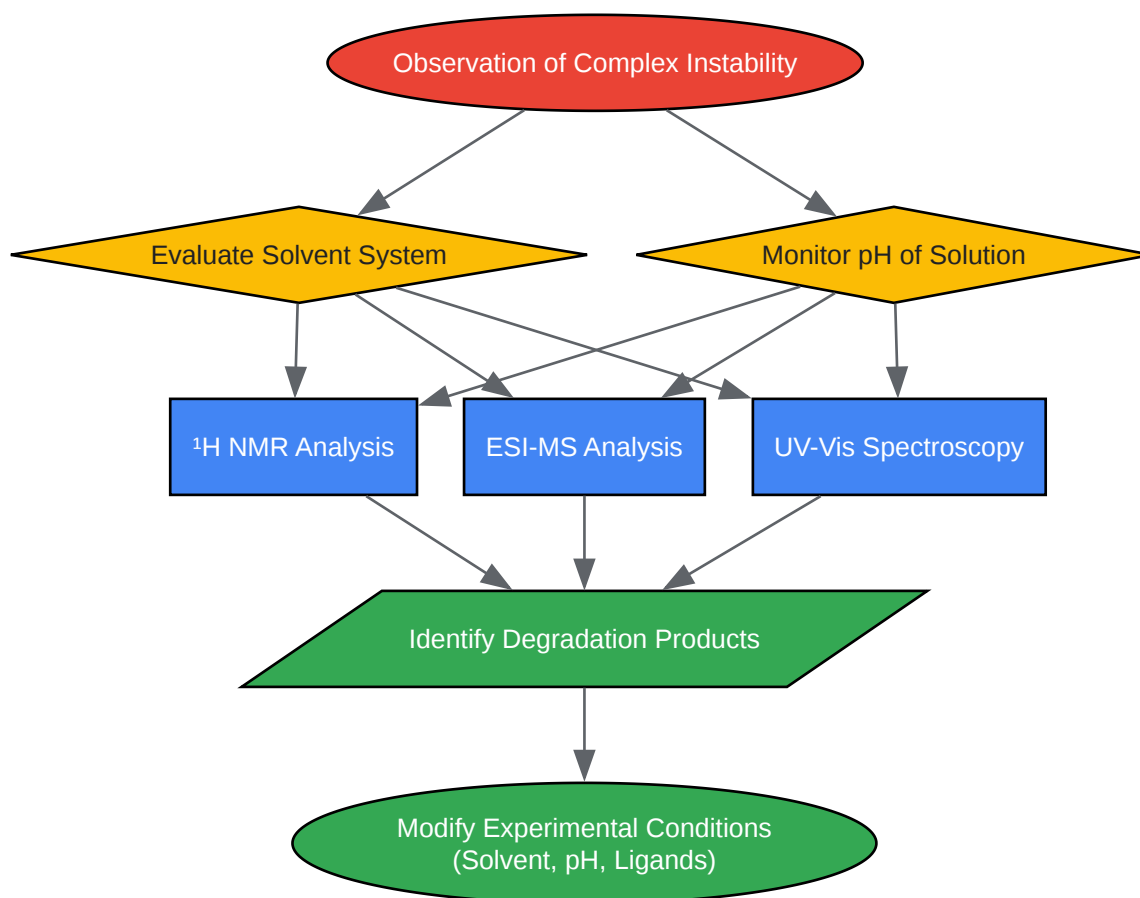 Observation of Complex Instability
Evaluate Solvent System
Monitor pH of Solution
¹H NMR Analysis
ESI-MS Analysis
UV-Vis Spectroscopy
Identify Degradation Products
Modify Experimental Conditions
(Solvent, pH, Ligands)